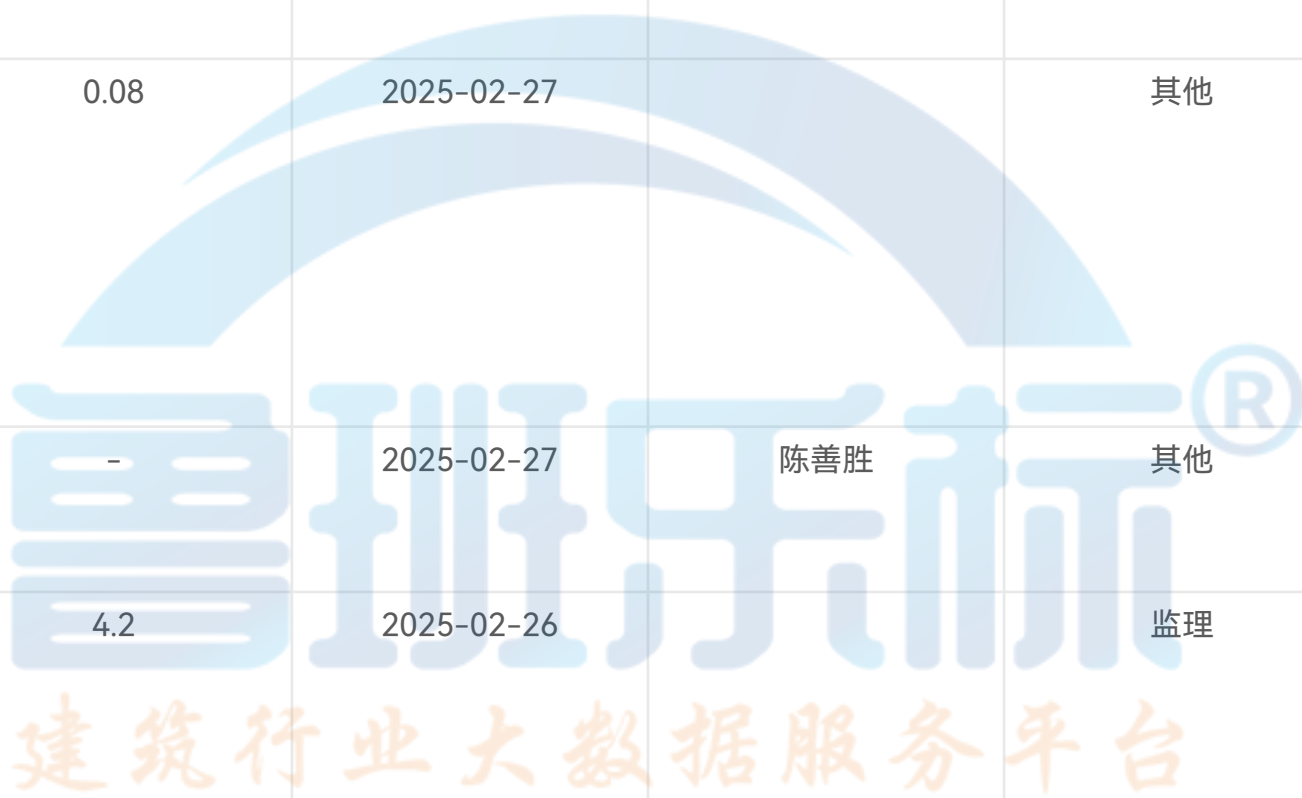 0.08 2025-02-27 其他
鲁班乐标®
- 2025-02-27 陈善胜 其他
4.2 2025-02-26 监理
建筑行业大数据服务平台